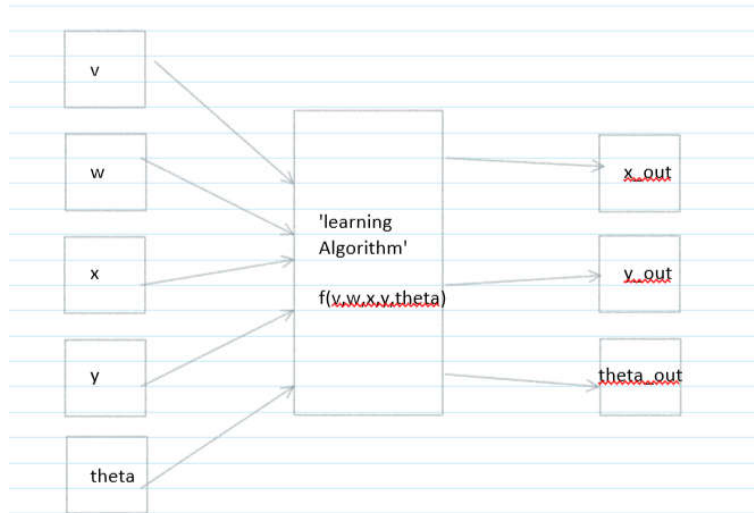 v
w
x
y
theta
'learning
Algorithm'
f(v,w,x,y,theta)
x_out
y_out
theta_out